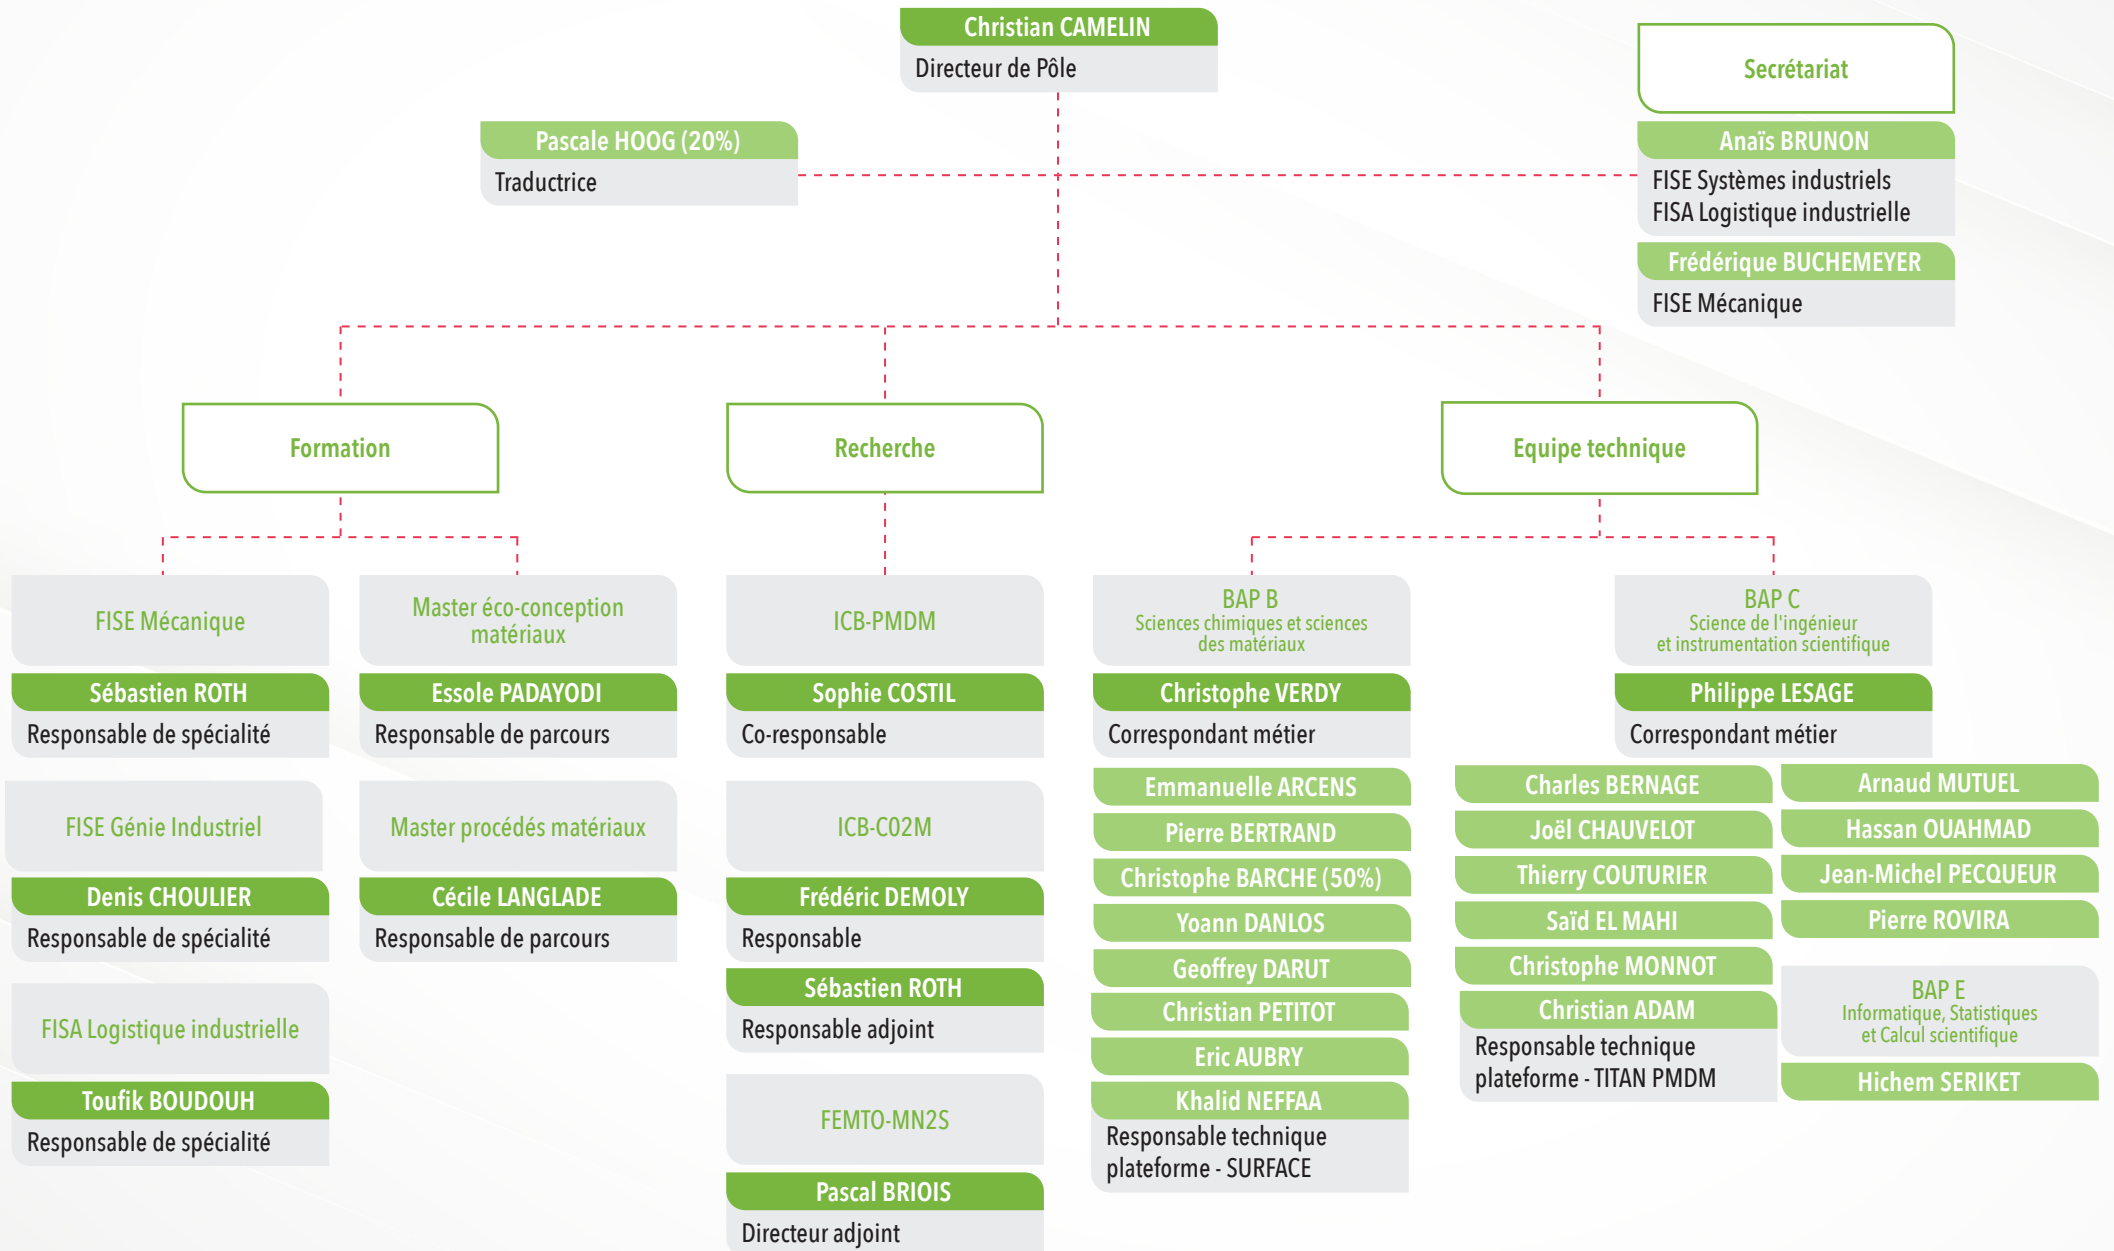 Christian CAMELIN
Directeur de Pôle
Pascale HOOG (20%)
Traductrice
Secrétariat
Anaïs BRUNON
FISE Systèmes industriels
FISA Logistique industrielle
Frédérique BUCHEMEYER
FISE Mécanique
Formation
Recherche
Equipe technique
FISE Mécanique
Sébastien ROTH
Responsable de spécialité
FISE Génie Industriel
Denis CHOULIER
Responsable de spécialité
FISA Logistique industrielle
Toufik BOUDOUH
Responsable de spécialité
Master éco-conception
matériaux
Essole PADAYODI
Responsable de parcours
Master procédés matériaux
Cécile LANGLADE
Responsable de parcours
ICB-PMDM
Sophie COSTIL
Co-responsable
ICB-C02M
Frédéric DEMOLY
Responsable
Sébastien ROTH
Responsable adjoint
FEMTO-MN2S
Pascal BRIOIS
Directeur adjoint
BAP B
Sciences chimiques et sciences
des matériaux
Christophe VERDY
Correspondant métier
Emmanuelle ARCENS
Pierre BERTRAND
Christophe BARCHE (50%)
Yoann DANLOS
Geoffrey DARUT
Christian PETITOT
Eric AUBRY
Khalid NEFFAA
Responsable technique
plateforme - SURFACE
BAP C
Science de l'ingénieur
et instrumentation scientifique
Philippe LESAGE
Correspondant métier
Charles BERNAGE
Joël CHAUVELOT
Thierry COUTURIER
Saïd EL MAHI
Christophe MONNOT
Christian ADAM
Responsable technique
plateforme - TITAN PMDM
Arnaud MUTUEL
Hassan OUAHMAD
Jean-Michel PECQUEUR
Pierre ROVIRA
BAP E
Informatique, Statistiques
et Calcul scientifique
Hichem SERIKET